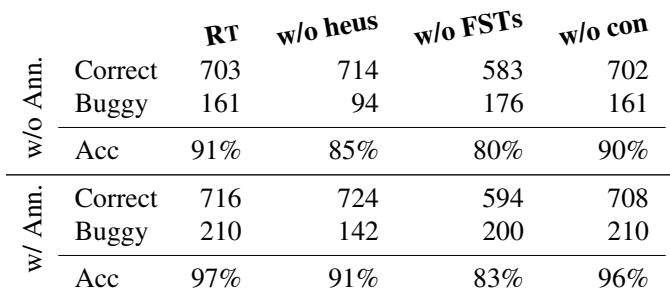 RT w/o heus w/o FSTs w/o con
w/o Ann.
Correct 703 714 583 702
Buggy 161 94 176 161
Acc 91% 85% 80% 90%
w/ Ann.
Correct 716 724 594 708
Buggy 210 142 200 210
Acc 97% 91% 83% 96%